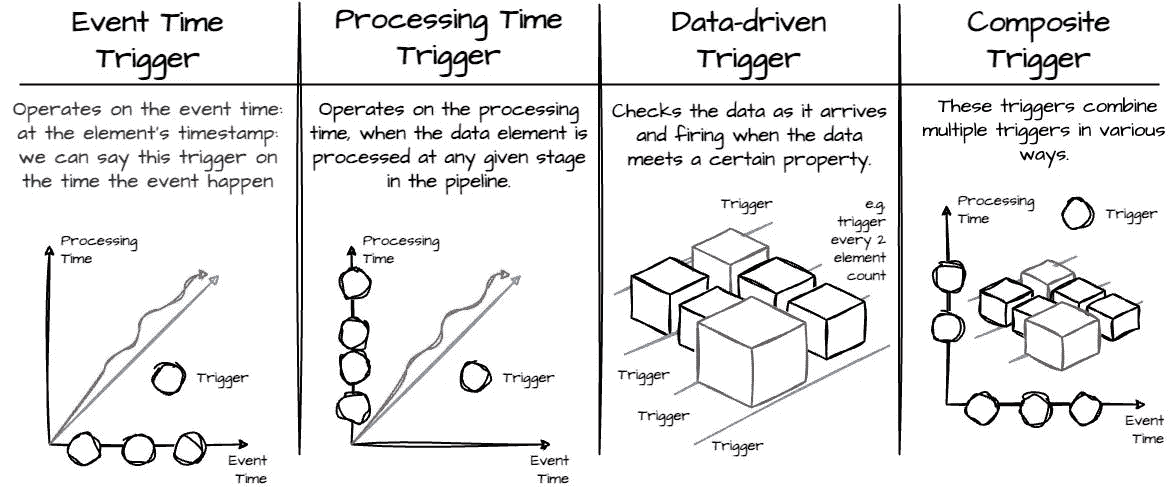 Event Time
Trigger
Operates on the event time:
at the element's timestamp:
we can say this trigger on
the time the event happen
Processing
Time
Trigger
Event
Time
Processing Time
Trigger
Operates on the processing
time, when the data element is
processed at any given stage
in the pipeline.
Processing
Time
Trigger
Event
Time
Data-driven
Trigger
Checks the data as it arrives
and firing when the data
meets a certain property.
Trigger
e.g.
trigger
every 2
element
count
Trigger
Trigger
Trigger
Composite
Trigger
These triggers combine
multiple triggers in various
ways.
Processing
Time
Trigger
Event
Time